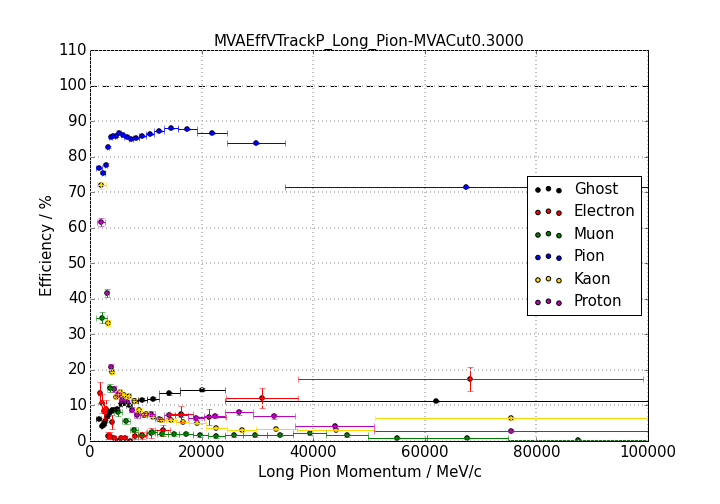 MVAEffVTrackP_Long_Pion-MVACut0.3000
110
100
90
80
70
60
50
40
30
20
10
0
Efficiency / %
Ghost
Electron
Muon
Pion
Kaon
Proton
0 20000 40000 60000 80000 100000
Long Pion Momentum / MeV/c